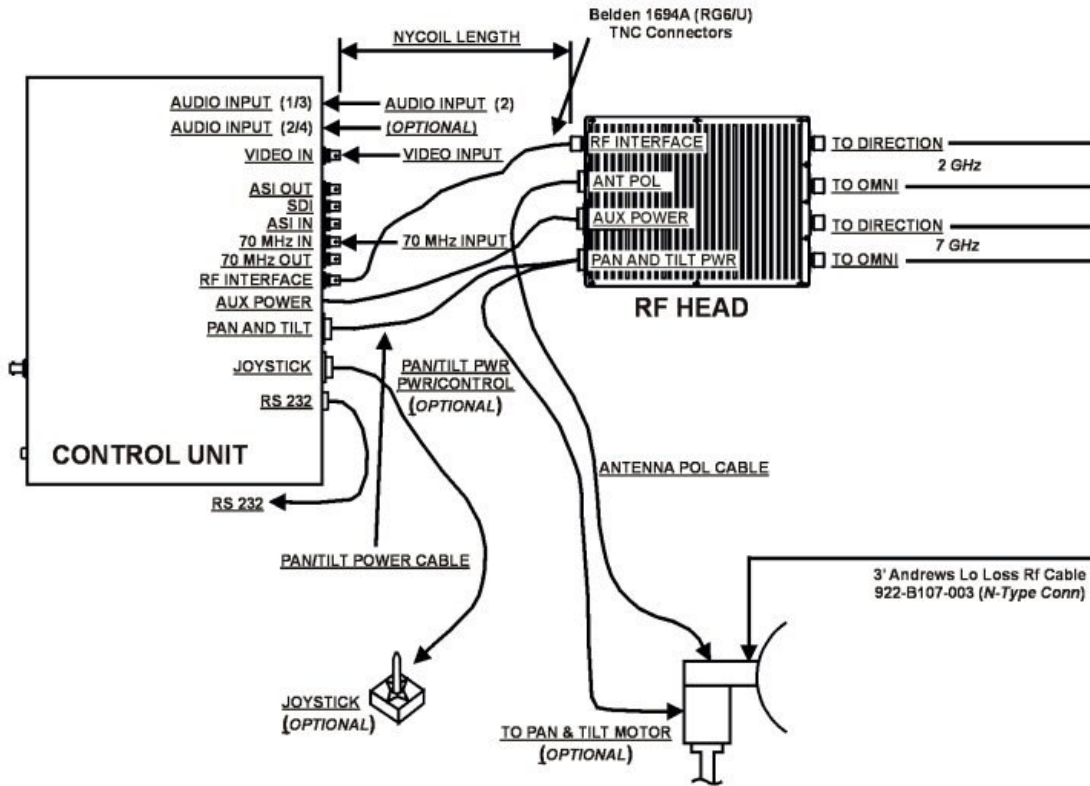 Belden 1694A (RG6/U)
TNC Connectors
NYCOIL LENGTH
AUDIO INPUT (1/3)
AUDIO INPUT (2)
AUDIO INPUT (2/4)
(OPTIONAL)
VIDEO IN
VIDEO INPUT
ASI OUT
SDI
ASI IN
70 MHz IN
70 MHz INPUT
70 MHz OUT
RF INTERFACE
AUX POWER
PAN AND TILT
JOYSTICK
RS 232
CONTROL UNIT
RS 232
RF INTERFACE
ANT POL
AUX POWER
PAN AND TILT PWR
RF HEAD
TO DIRECTION
2 GHz
TO OMNI
TO DIRECTION
7 GHz
TO OMNI
PAN/TILT PWR
PWR/CONTROL
(OPTIONAL)
ANTENNA POL CABLE
PAN/TILT POWER CABLE
3' Andrews Lo Loss Rf Cable
922-B107-003 (N-Type Conn)
JOYSTICK
(OPTIONAL)
TO PAN & TILT MOTOR
(OPTIONAL)